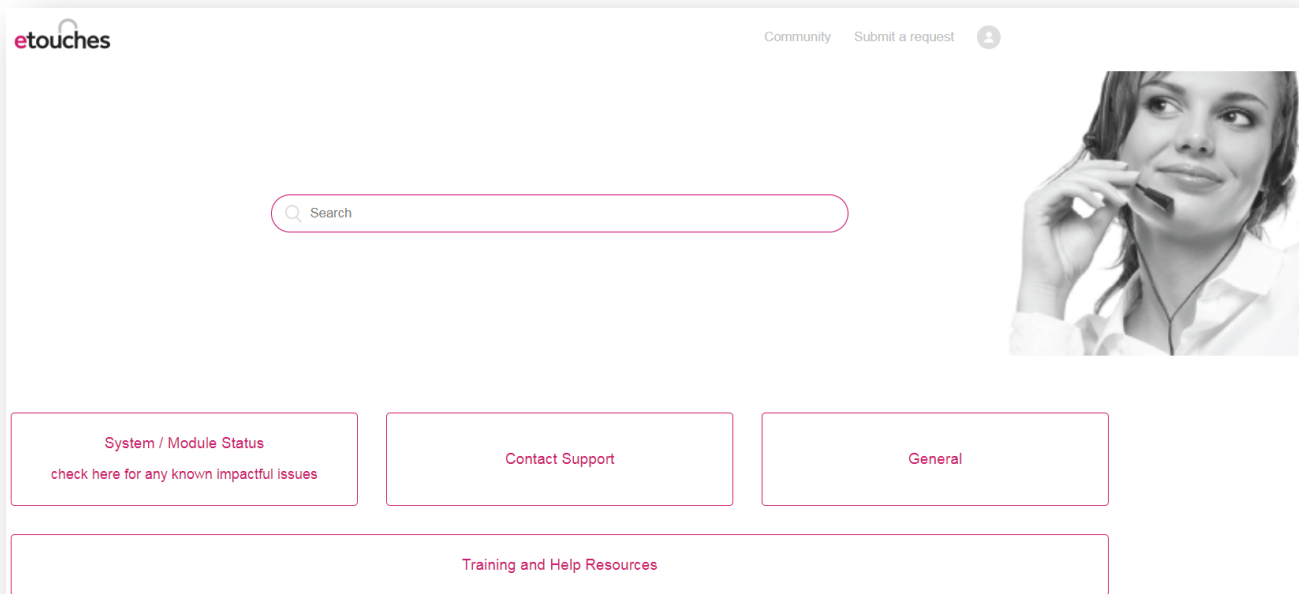 etouches
Community Submit a request
Search
System / Module Status
check here for any known impactful issues
Contact Support
General
Training and Help Resources